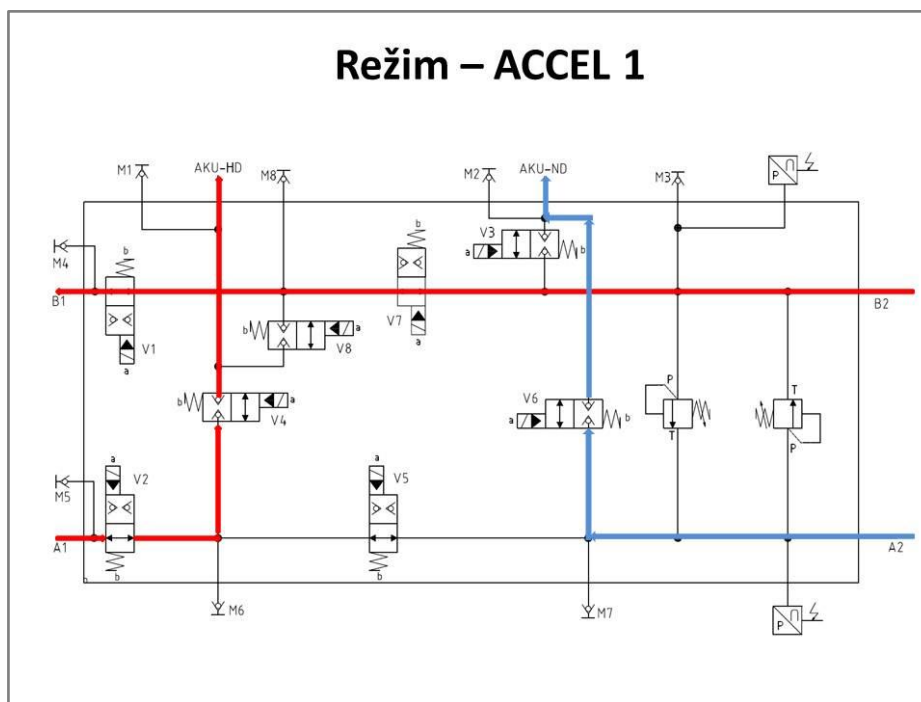 Režim – ACCEL 1
M1
AKU-HD
M8
M2
AKU-ND
M3
P
M4
b
b
V3
a
b
B1
V7
B2
V1
a
a
b
a
V8
b
a
V4
V6
a
b
P
T
T
P
a
V2
a
V5
M5
A1
b
b
A2
M6
M7
P